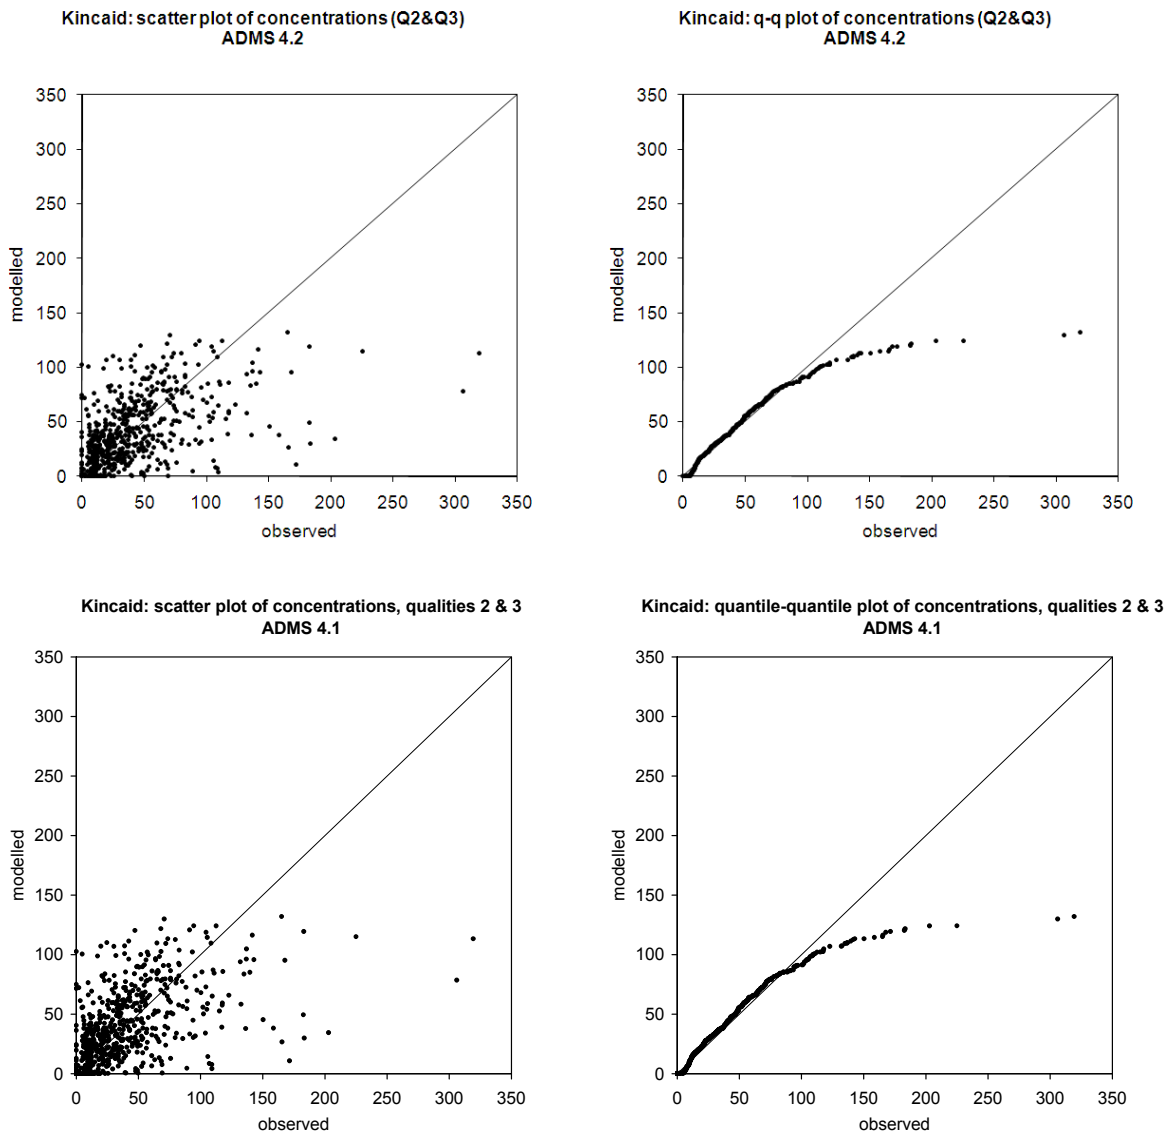 Kincaid: scatter plot of concentrations (Q2&Q3)
ADMS 4.2
350
300
250
200
150
100
50
0
modelled
0 50 100 150 200 250 300 350
observed
Kincaid: q-q plot of concentrations (Q2&Q3)
ADMS 4.2
350
300
250
200
150
100
50
0
modelled
0 50 100 150 200 250 300 350
observed
Kincaid: scatter plot of concentrations, qualities 2 & 3
ADMS 4.1
350
300
250
200
150
100
50
0
modelled
0 50 100 150 200 250 300 350
observed
Kincaid: quantile-quantile plot of concentrations, qualities 2 & 3
ADMS 4.1
350
300
250
200
150
100
50
0
modelled
0 50 100 150 200 250 300 350
observed